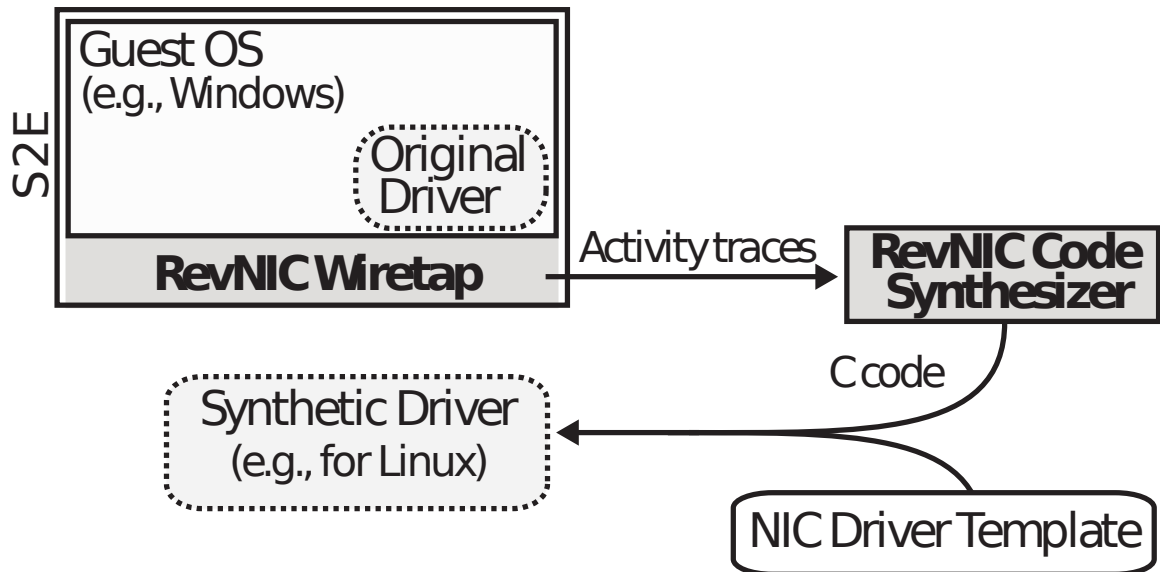 Guest OS
(e.g., Windows)
S2E
Original
Driver
RevNIC Wiretap
Activity traces
RevNIC Code
Synthesizer
C code
Synthetic Driver
(e.g., for Linux)
NIC Driver Template